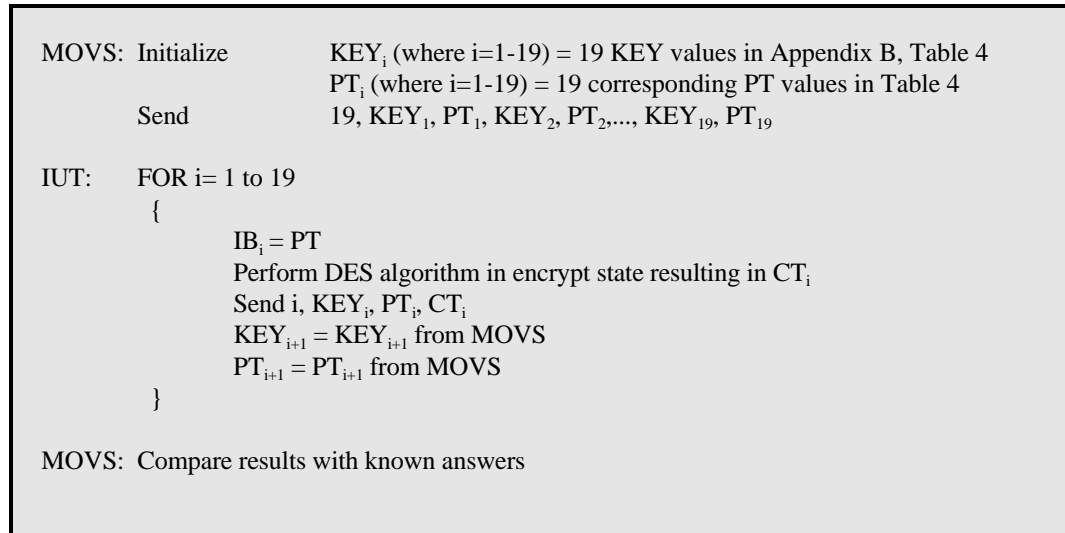 MOVS: Initialize KEYᵢ (where i=1-19) = 19 KEY values in Appendix B, Table 4
PTᵢ (where i=1-19) = 19 corresponding PT values in Table 4
Send 19, KEY₁, PT₁, KEY₂, PT₂,..., KEY₁₉, PT₁₉
IUT: FOR i= 1 to 19
{
IBᵢ = PT
Perform DES algorithm in encrypt state resulting in CTᵢ
Send i, KEYᵢ, PTᵢ, CTᵢ
KEYᵢ₊₁ = KEYᵢ₊₁ from MOVS
PTᵢ₊₁ = PTᵢ₊₁ from MOVS
}
MOVS: Compare results with known answers